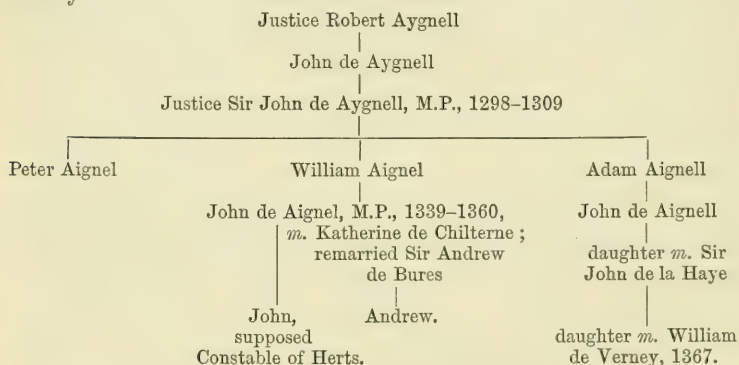 Justice Robert Aygnell
John de Aygnell
Justice Sir John de Aygnell, M.P., 1298–1309
Peter Aignel
William Aignel
Adam Aignell
John de Aignel, M.P., 1339–1360,
m. Katherine de Chilterne ;
remarried Sir Andrew
de Bures
John de Aignell
daughter m. Sir
John de la Haye
John,
supposed
Constable of Herts.
Andrew.
daughter m. William
de Verney, 1367.